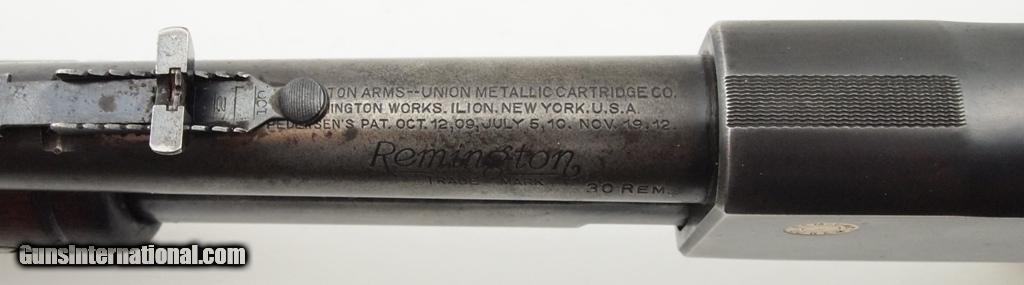 TON ARMS--UNION METALLIC CARTRIDGE CO.
INGTON WORKS. ILION. NEW YORK. U.S.A.
PEDERSEN'S PAT. OCT. 12,09, JULY 5, 10. NOV. 19, 12.
Remington
TRADE MARK
30 REM.
100
GunsInternational.com